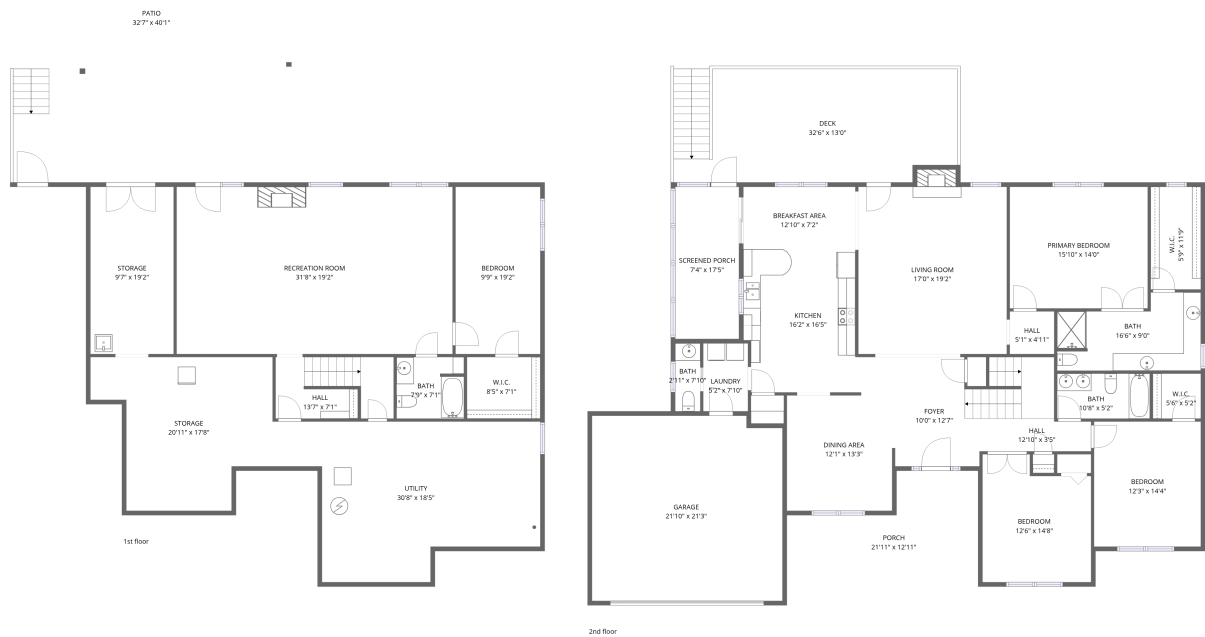 PATIO
32'7" x 40'1"
STORAGE
9'7" x 19'2"
RECREATION ROOM
31'8" x 19'2"
BEDROOM
9'9" x 19'2"
BATH
7'9" x 7'1"
W.I.C.
8'5" x 7'1"
HALL
13'7" x 7'1"
STORAGE
20'11" x 17'8"
UTILITY
30'8" x 18'5"
1st floor
DECK
32'6" x 13'0"
BREAKFAST AREA
12'10" x 7'2"
SCREENED PORCH
7'4" x 17'5"
LIVING ROOM
17'0" x 19'2"
PRIMARY BEDROOM
15'10" x 14'0"
W.I.C.
5'9" x 11'9"
KITCHEN
16'2" x 16'5"
HALL
5'1" x 4'11"
BATH
16'6" x 9'0"
BATH
2'11" x 7'10"
LAUNDRY
5'2" x 7'10"
BATH
10'8" x 5'2"
W.I.C.
5'6" x 5'2"
FOYER
10'0" x 12'7"
HALL
12'10" x 3'5"
DINING AREA
12'1" x 13'3"
BEDROOM
12'3" x 14'4"
GARAGE
21'10" x 21'3"
BEDROOM
12'6" x 14'8"
PORCH
21'11" x 12'11"
2nd floor